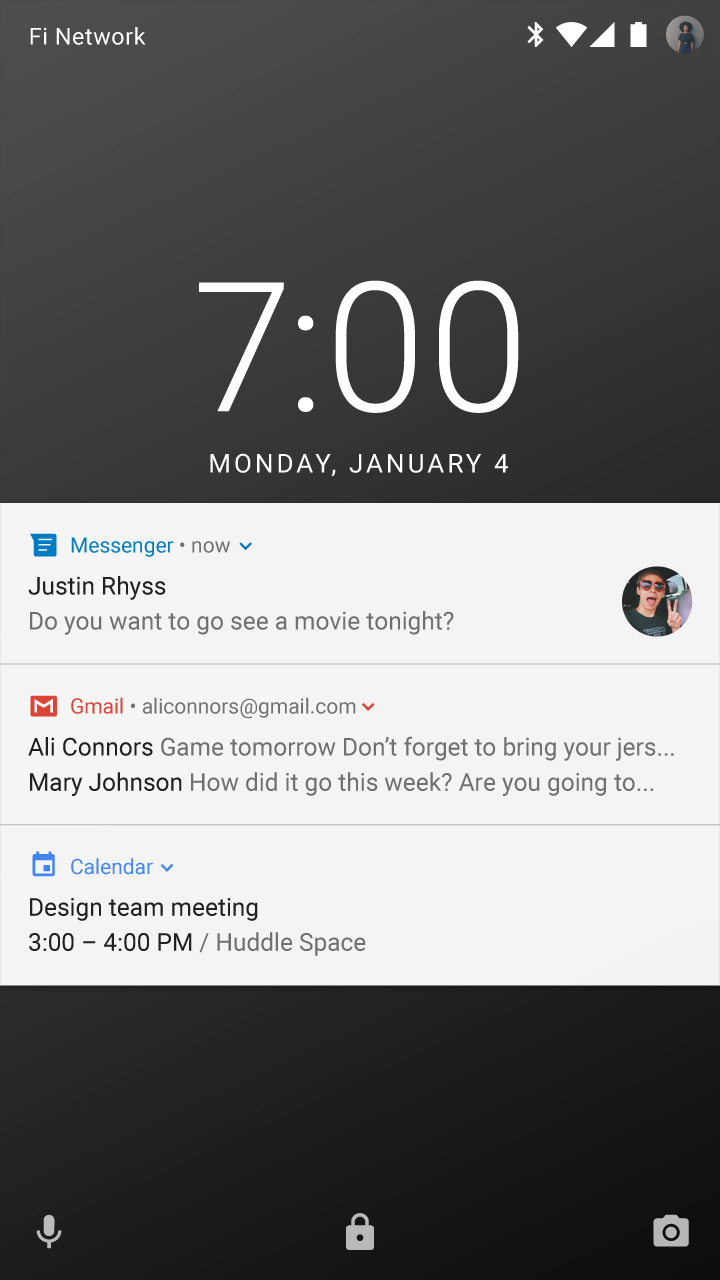 Fi Network
7:00
MONDAY, JANUARY 4
Messenger • now
Justin Rhyss
Do you want to go see a movie tonight?
Gmail • aliconnors@gmail.com
Ali Connors Game tomorrow Don’t forget to bring your jers...
Mary Johnson How did it go this week? Are you going to...
Calendar
Design team meeting
3:00 – 4:00 PM / Huddle Space